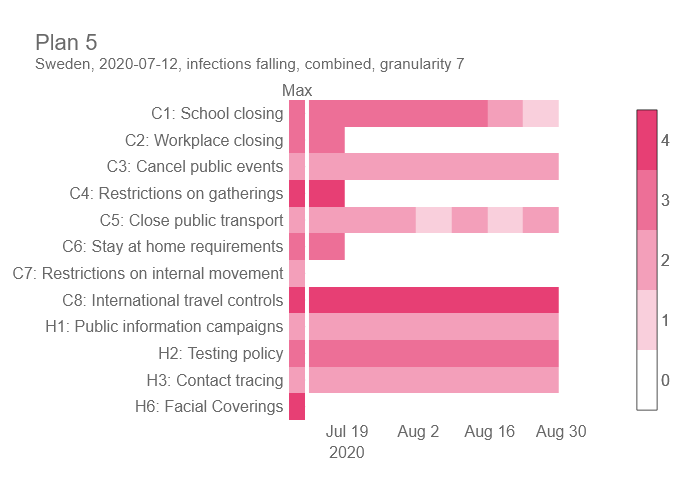 Plan 5
Sweden, 2020-07-12, infections falling, combined, granularity 7
Max
C1: School closing
C2: Workplace closing
C3: Cancel public events
C4: Restrictions on gatherings
C5: Close public transport
C6: Stay at home requirements
C7: Restrictions on internal movement
C8: International travel controls
H1: Public information campaigns
H2: Testing policy
H3: Contact tracing
H6: Facial Coverings
Jul 19 Aug 2 Aug 16 Aug 30
2020
4
3
2
1
0